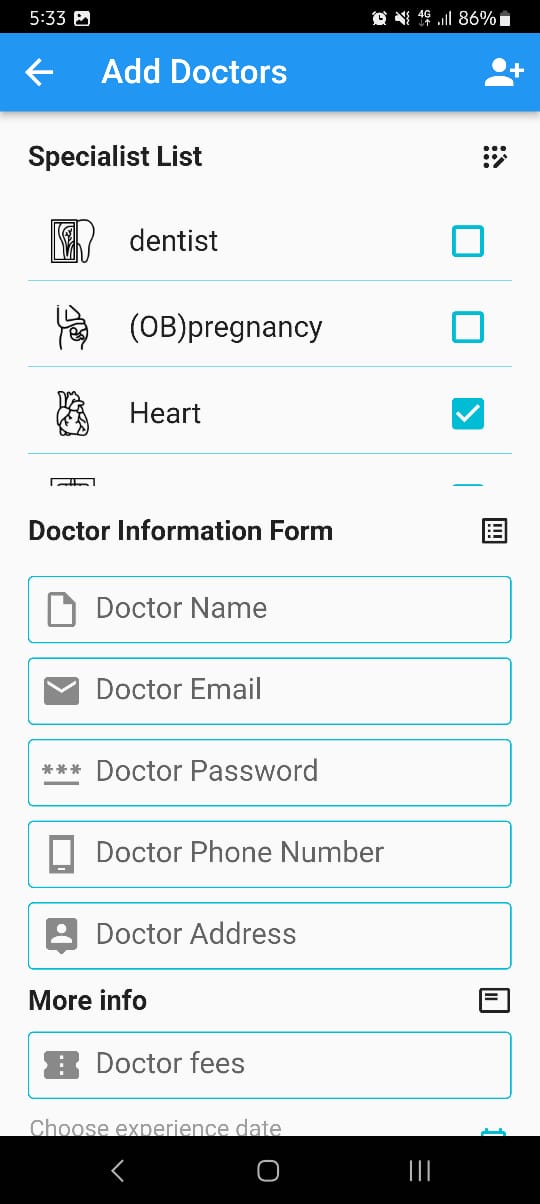 5:33 4G 86%
Add Doctors
Specialist List
dentist
(OB)pregnancy
Heart
Doctor Information Form
Doctor Name
Doctor Email
*** Doctor Password
Doctor Phone Number
Doctor Address
More info
Doctor fees
Choose experience date